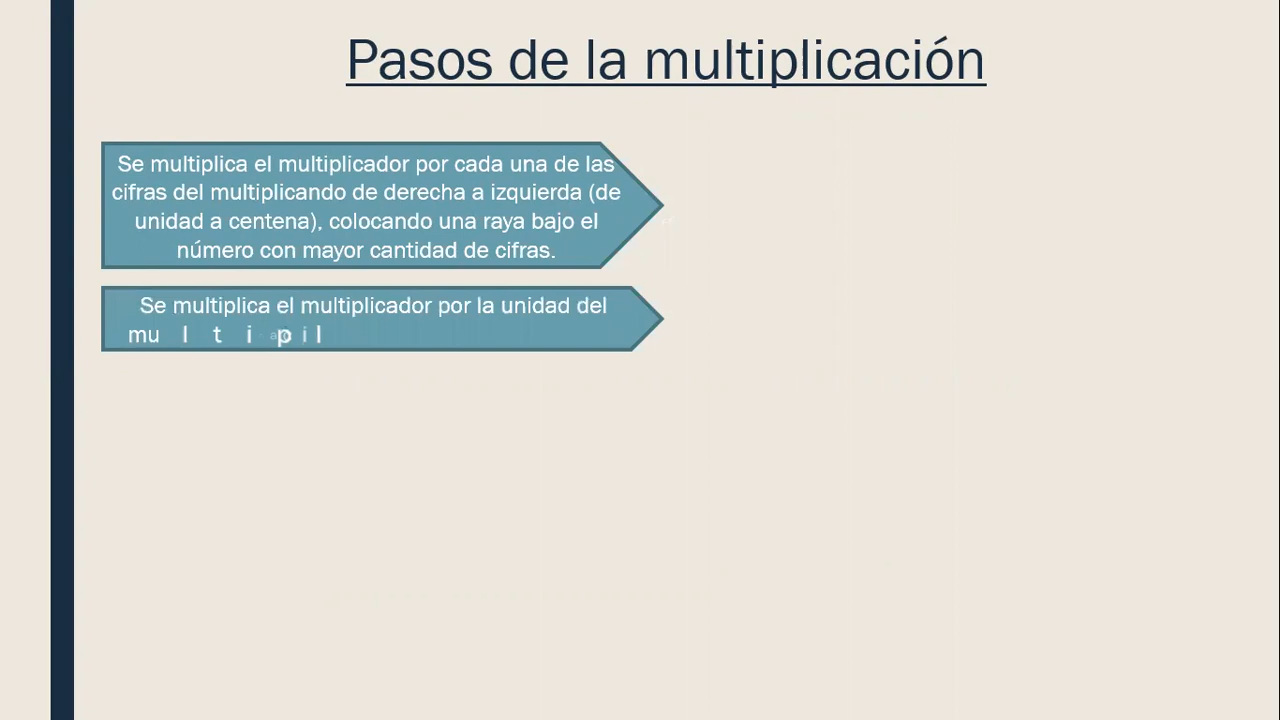 Pasos de la multiplicación
Se multiplica el multiplicador por cada una de las
cifras del multiplicando de derecha a izquierda (de
unidad a centena), colocando una raya bajo el
número con mayor cantidad de cifras.
Se multiplica el multiplicador por la unidad del